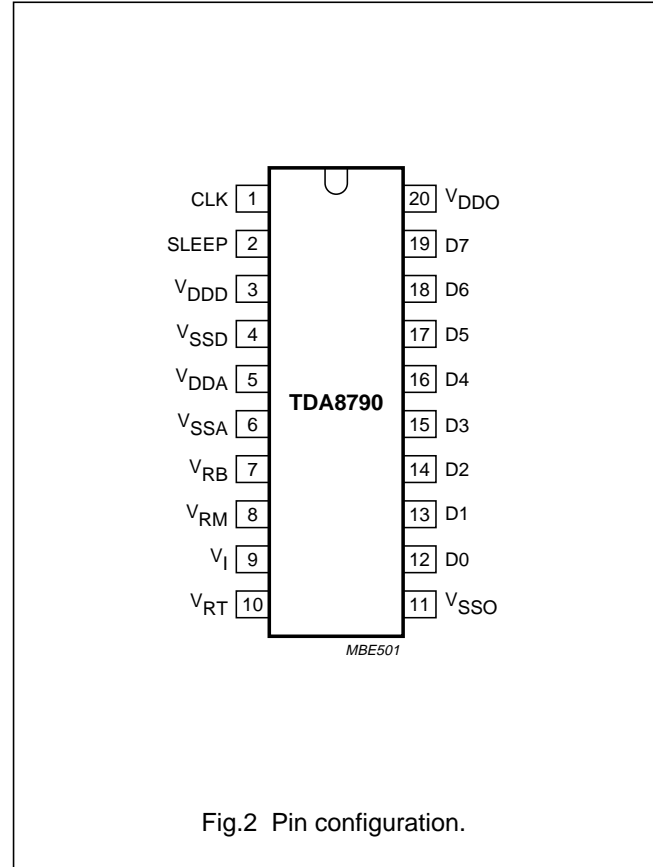 CLK 1 20 VDDO
SLEEP 2 19 D7
VDDD 3 18 D6
VSSD 4 17 D5
VDDA 5 16 D4
TDA8790
VSSA 6 15 D3
VRB 7 14 D2
VRM 8 13 D1
VI 9 12 D0
VRT 10 11 VSSO
MBE501
Fig.2 Pin configuration.